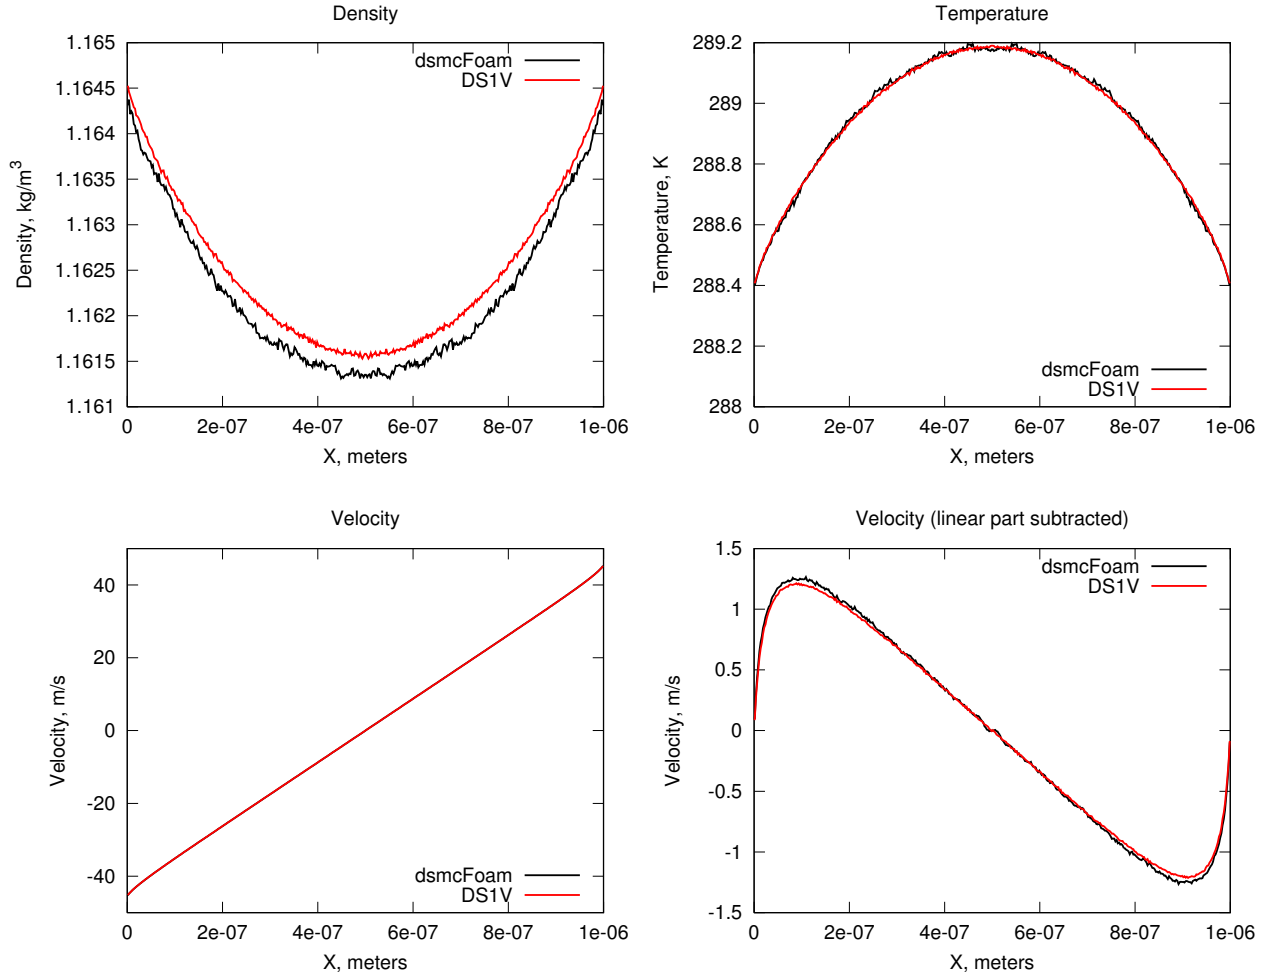 Density
1.165
1.1645
1.164
1.1635
1.163
1.1625
1.162
1.1615
1.161
Density, kg/m3
dsmcFoam
DS1V
0 2e-07 4e-07 6e-07 8e-07 1e-06
X, meters
Temperature
289.2
289
288.8
288.6
288.4
288.2
288
Temperature, K
dsmcFoam
DS1V
0 2e-07 4e-07 6e-07 8e-07 1e-06
X, meters
Velocity
40
20
0
-20
-40
Velocity, m/s
dsmcFoam
DS1V
0 2e-07 4e-07 6e-07 8e-07 1e-06
X, meters
Velocity (linear part subtracted)
1.5
1
0.5
0
-0.5
-1
-1.5
Velocity, m/s
dsmcFoam
DS1V
0 2e-07 4e-07 6e-07 8e-07 1e-06
X, meters